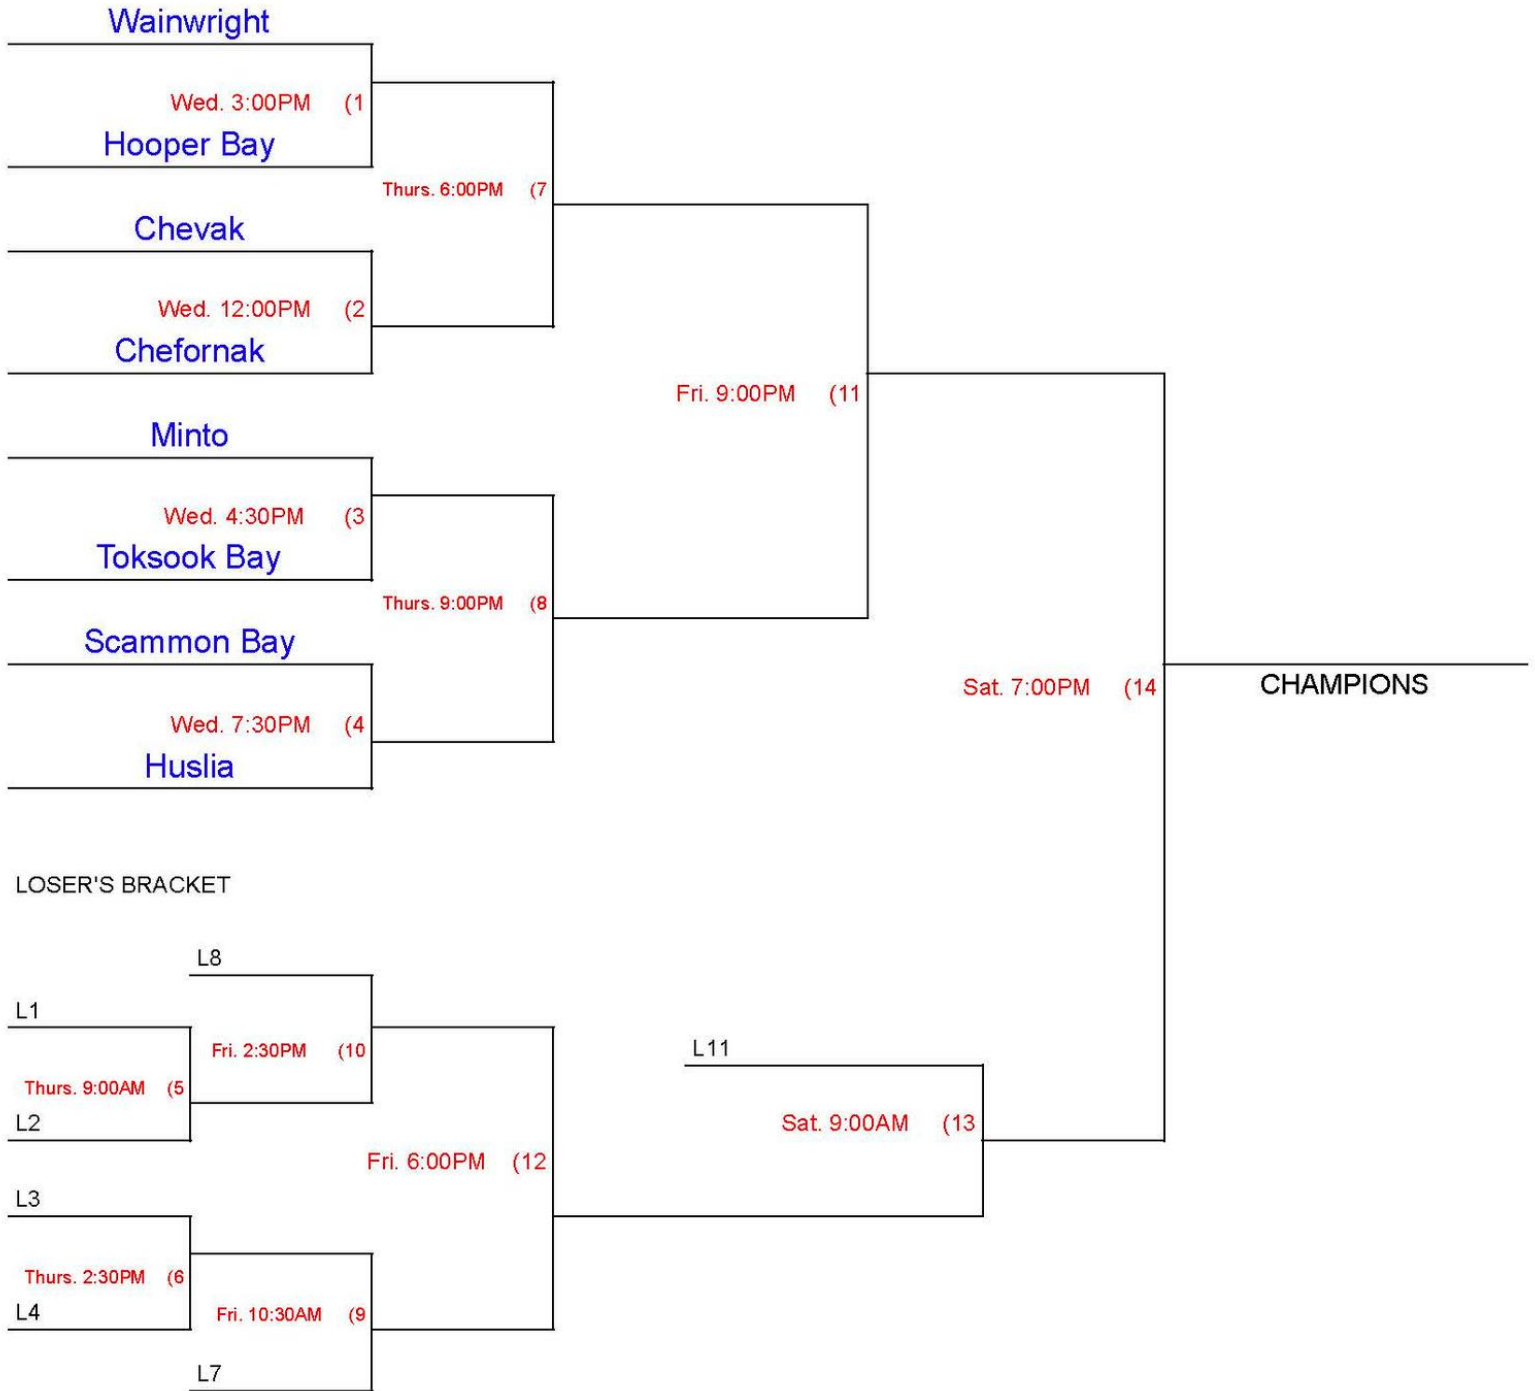 Wainwright
Wed. 3:00PM (1
Hooper Bay
Thurs. 6:00PM (7
Chevak
Wed. 12:00PM (2
Chefornak
Fri. 9:00PM (11
Minto
Wed. 4:30PM (3
Toksook Bay
Thurs. 9:00PM (8
Scammon Bay
Sat. 7:00PM (14
CHAMPIONS
Wed. 7:30PM (4
Huslia
LOSER'S BRACKET
L8
L1
Fri. 2:30PM (10
L11
Thurs. 9:00AM (5
L2
Sat. 9:00AM (13
Fri. 6:00PM (12
L3
Thurs. 2:30PM (6
L4
Fri. 10:30AM (9
L7